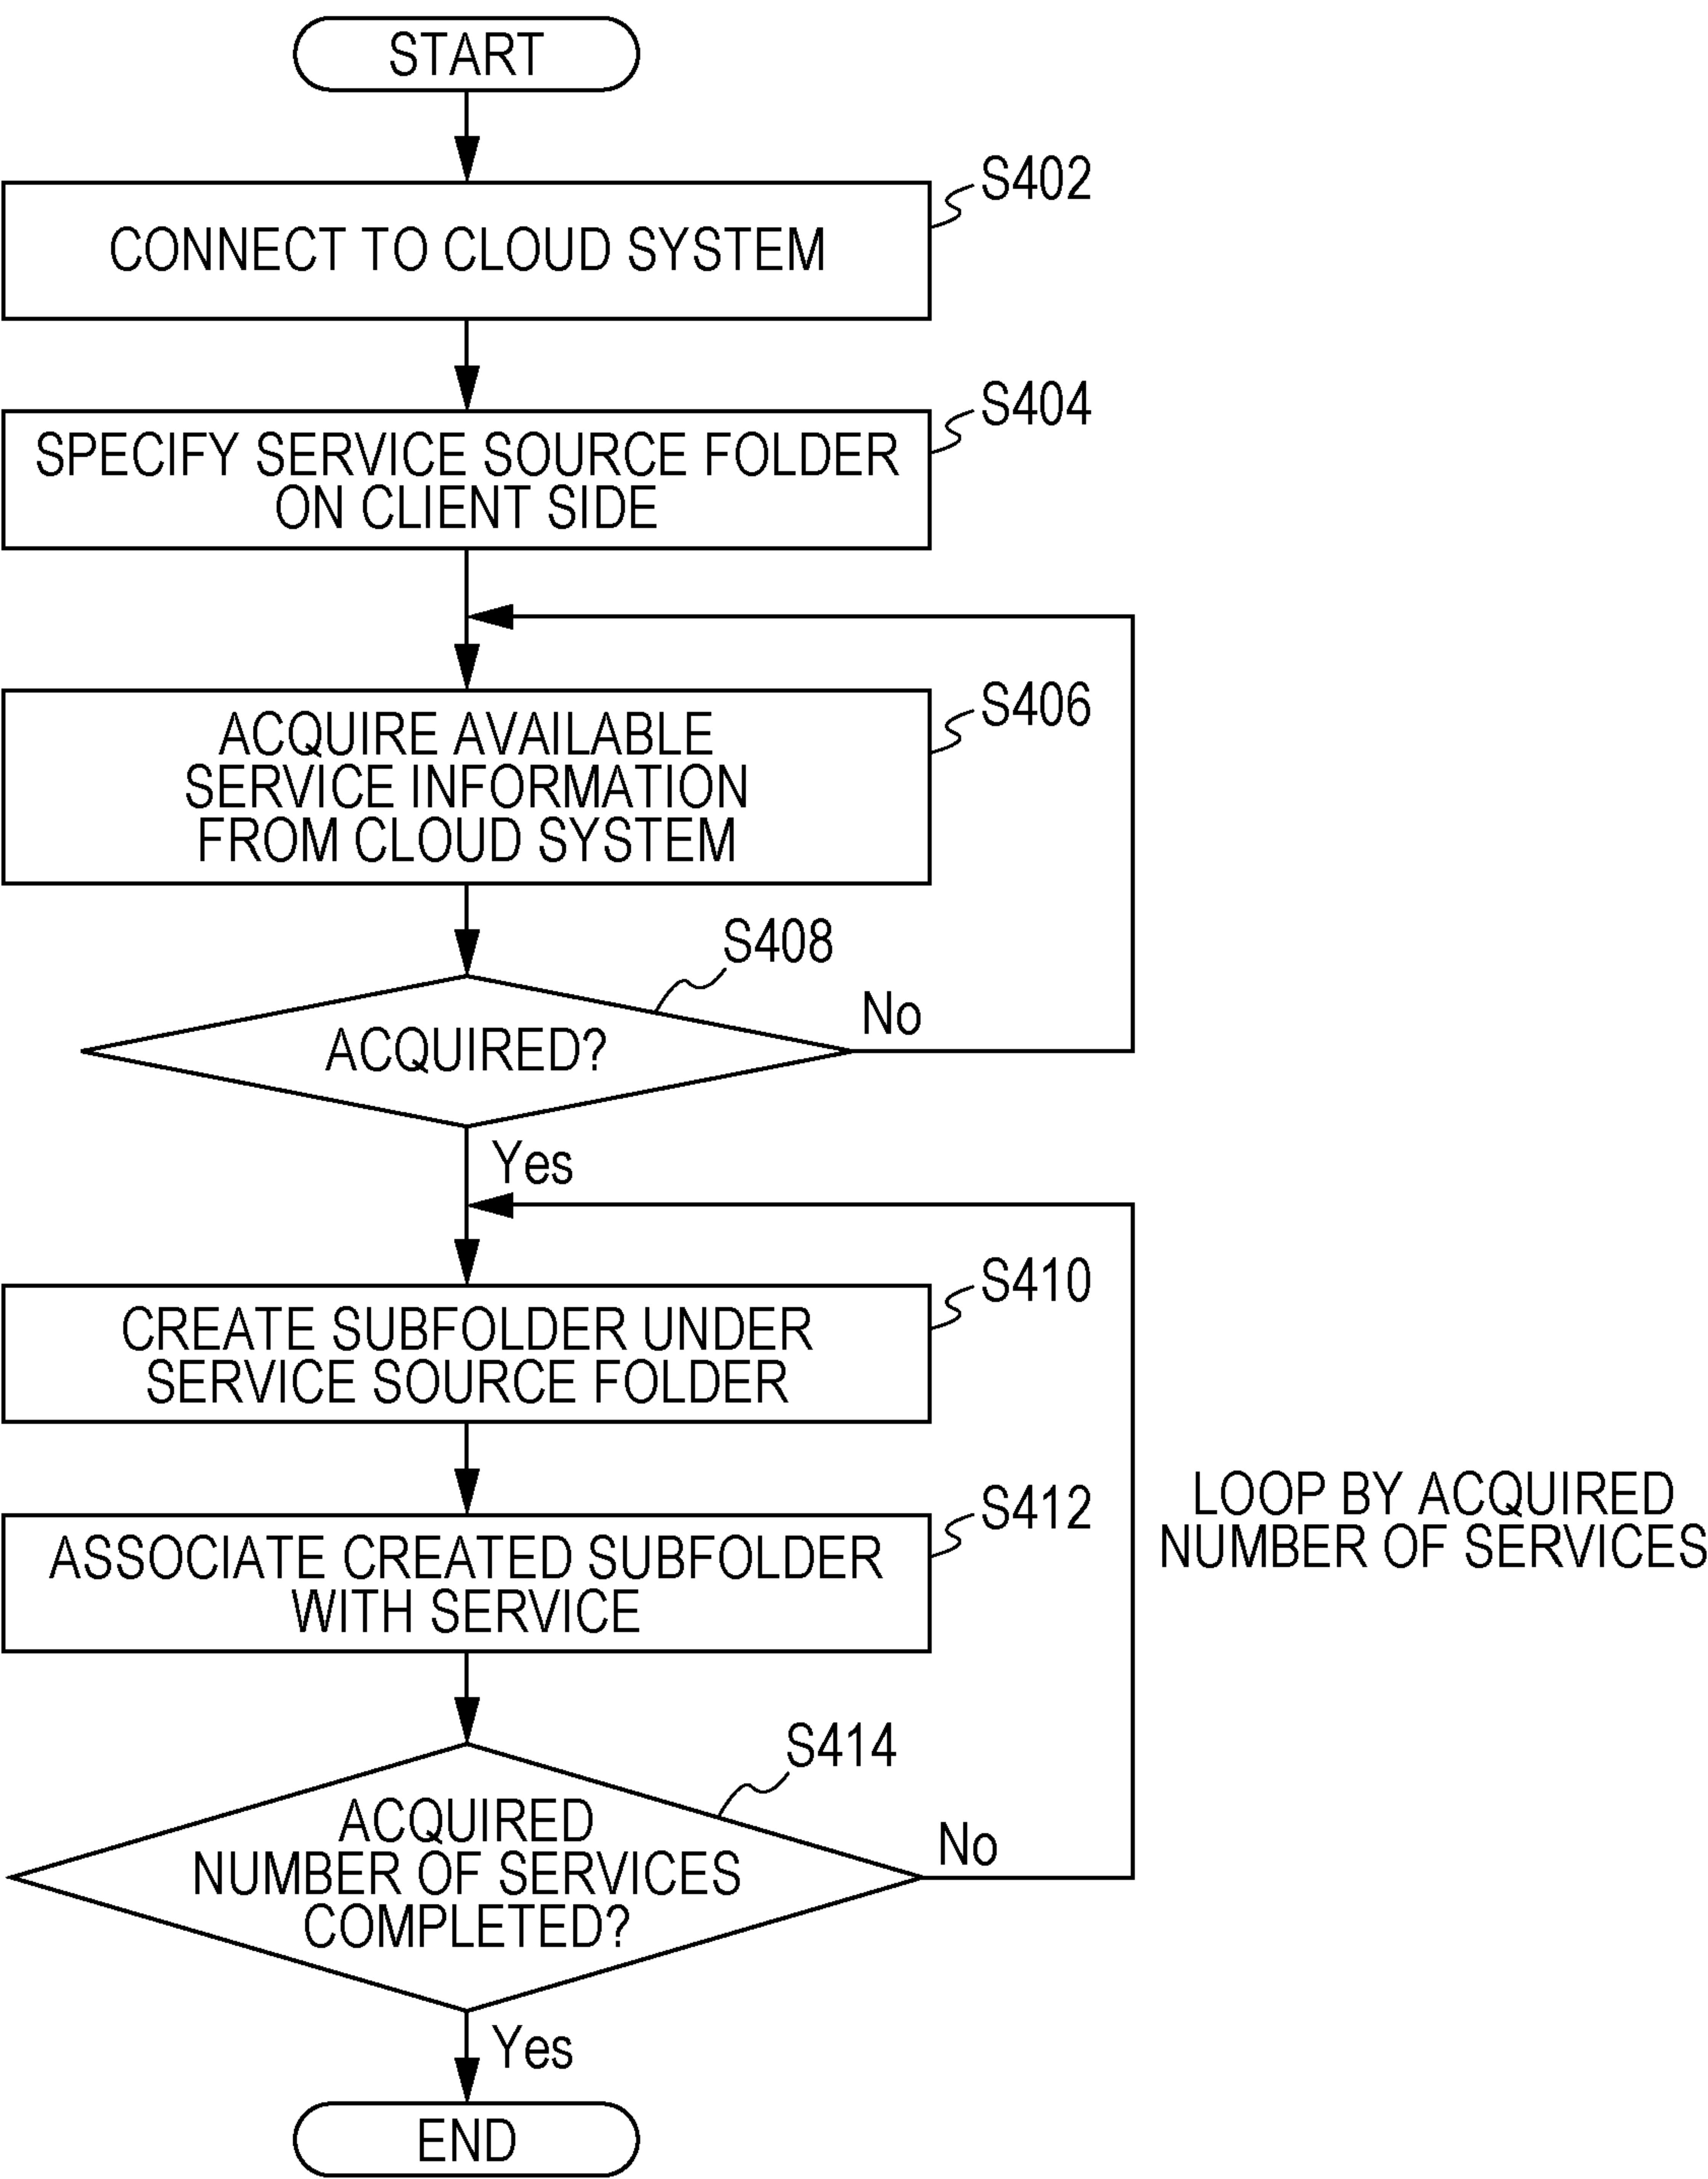 START
S402
CONNECT TO CLOUD SYSTEM
S404
SPECIFY SERVICE SOURCE FOLDER
ON CLIENT SIDE
S406
ACQUIRE AVAILABLE
SERVICE INFORMATION
FROM CLOUD SYSTEM
S408
No
ACQUIRED?
Yes
S410
CREATE SUBFOLDER UNDER
SERVICE SOURCE FOLDER
LOOP BY ACQUIRED
NUMBER OF SERVICES
S412
ASSOCIATE CREATED SUBFOLDER
WITH SERVICE
S414
ACQUIRED
NUMBER OF SERVICES
COMPLETED?
No
Yes
END